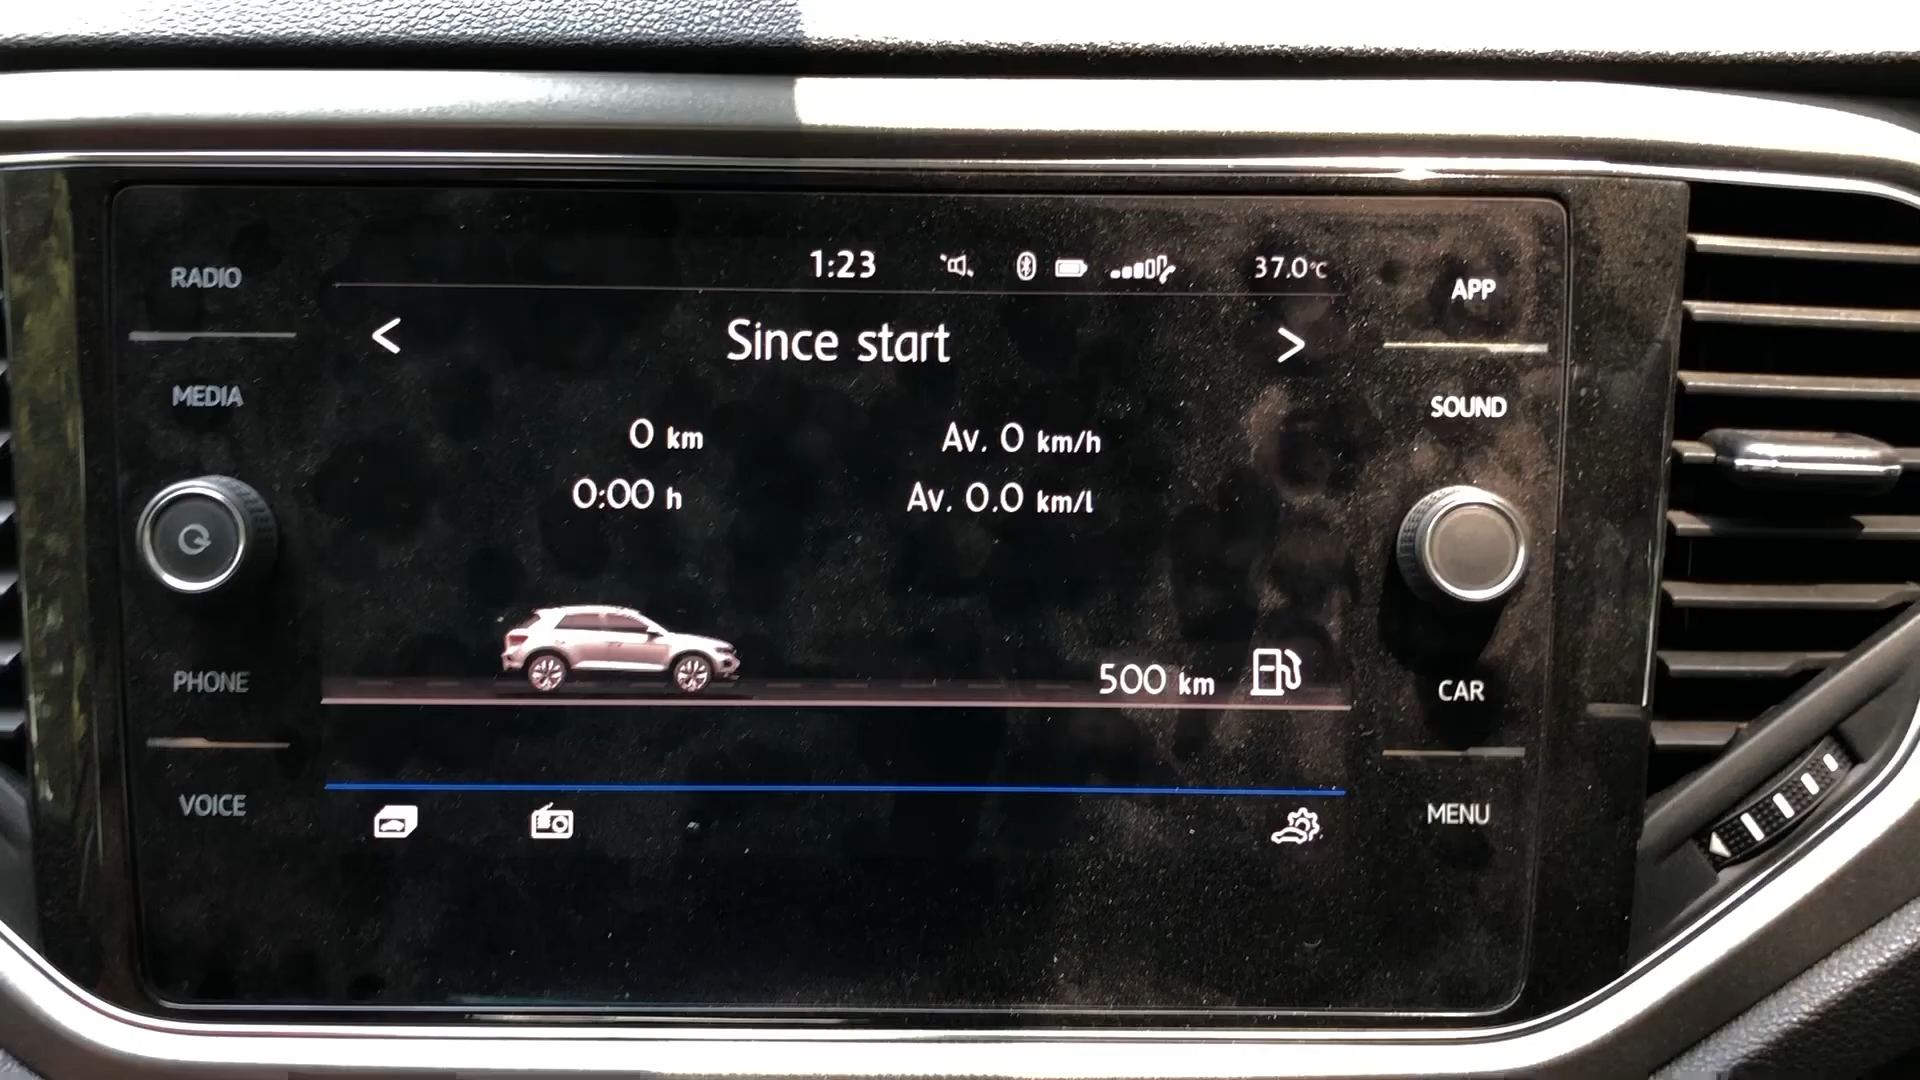 1:23 37.0°C
RADIO
APP
< Since start >
MEDIA
SOUND
0 km Av. 0 km/h
0:00 h Av. 0.0 km/l
PHONE
500 km
CAR
VOICE
MENU